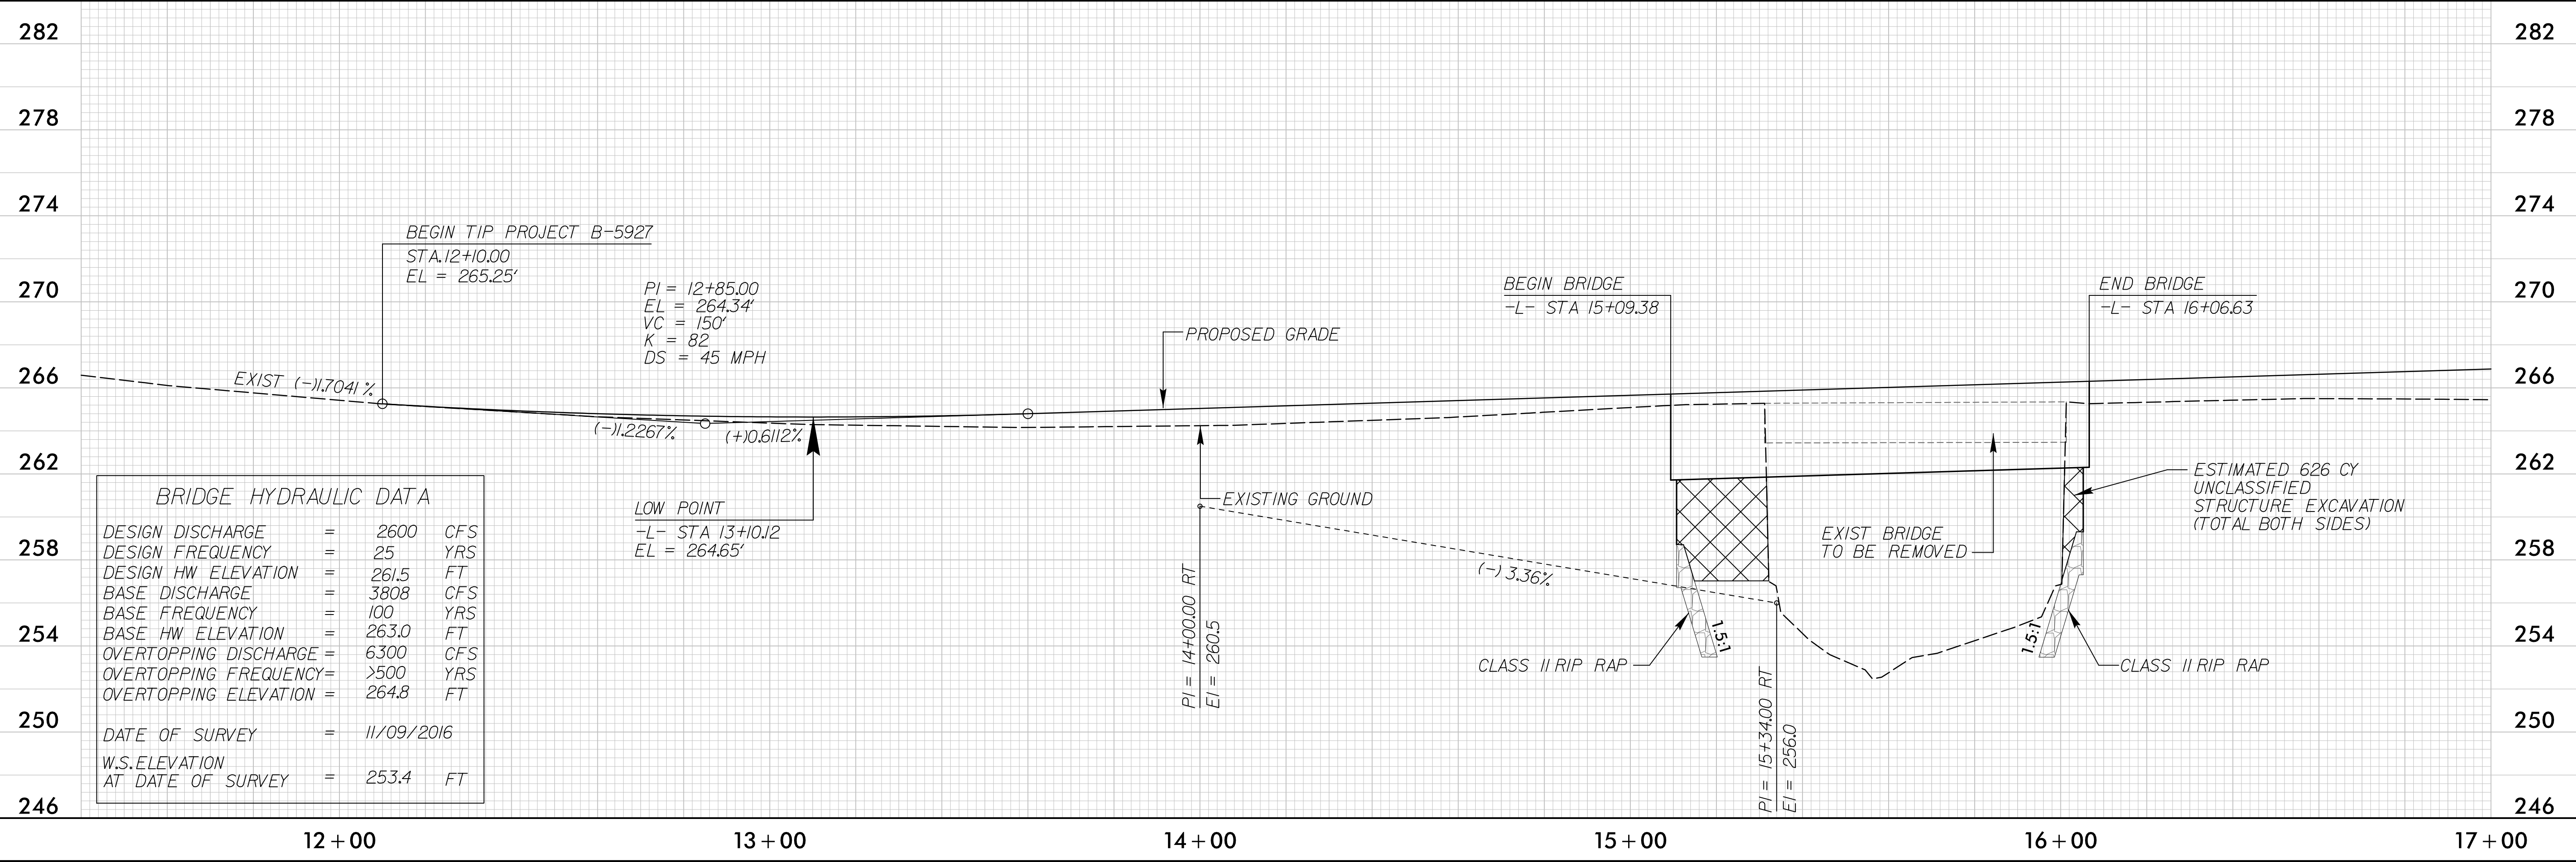 282
278
274
270
266
262
258
254
250
246
BEGIN TIP PROJECT B-5927
STA.12+10.00
EL = 265.25'
PI = 12+85.00
EL = 264.34'
VC = 150'
K = 82
DS = 45 MPH
EXIST (-)1.7041%
(-)1.2267%
(+)0.6112%
LOW POINT
-L- STA 13+10.12
EL = 264.65'
PROPOSED GRADE
EXISTING GROUND
PI = 14+00.00 RT
El = 260.5
(-) 3.36%
BEGIN BRIDGE
-L- STA 15+09.38
END BRIDGE
-L- STA 16+06.63
EXIST BRIDGE
TO BE REMOVED
ESTIMATED 626 CY
UNCLASSIFIED
STRUCTURE EXCAVATION
(TOTAL BOTH SIDES)
1.5:1
1.5:1
CLASS II RIP RAP
CLASS II RIP RAP
PI = 15+34.00 RT
El = 256.0
BRIDGE HYDRAULIC DATA
DESIGN DISCHARGE = 2600 CFS
DESIGN FREQUENCY = 25 YRS
DESIGN HW ELEVATION = 261.5 FT
BASE DISCHARGE = 3808 CFS
BASE FREQUENCY = 100 YRS
BASE HW ELEVATION = 263.0 FT
OVERTOPPING DISCHARGE = 6300 CFS
OVERTOPPING FREQUENCY = >500 YRS
OVERTOPPING ELEVATION = 264.8 FT
DATE OF SURVEY = 11/09/2016
W.S.ELEVATION
AT DATE OF SURVEY = 253.4 FT
282
278
274
270
266
262
258
254
250
246
12+00
13+00
14+00
15+00
16+00
17+00